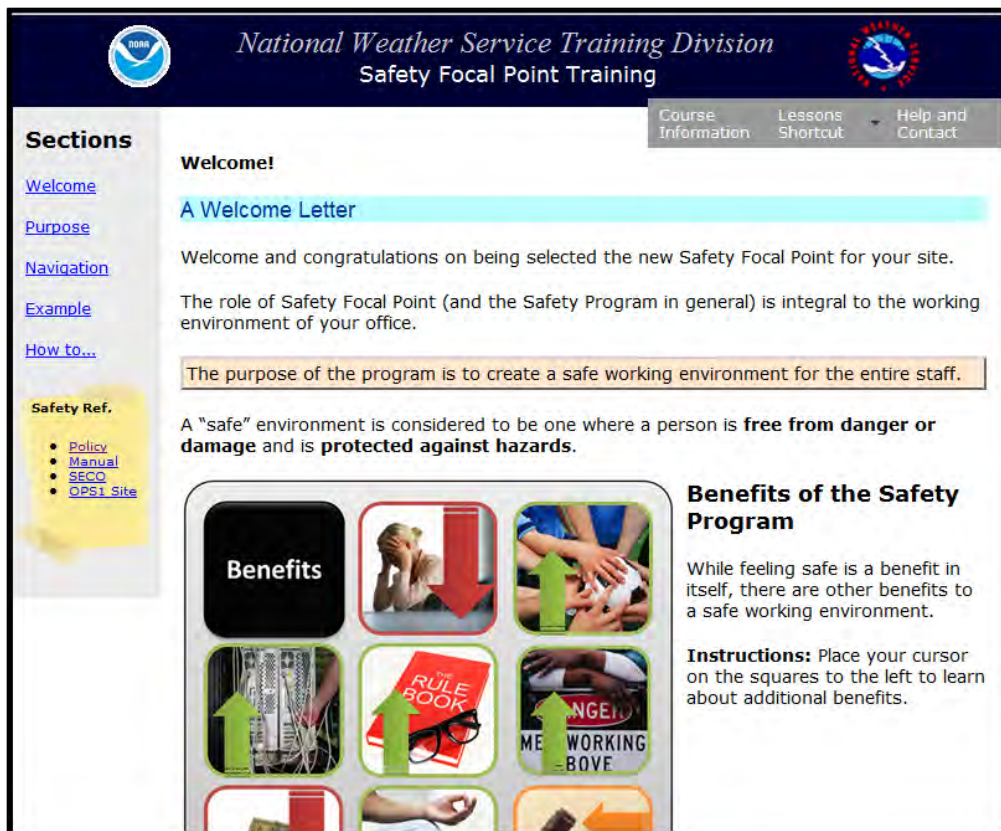 NOAA
National Weather Service Training Division
Safety Focal Point Training
NATIONAL WEATHER SERVICE
Course
Information
Lessons
Shortcut
Help and
Contact
Sections
Welcome
Purpose
Navigation
Example
How to...
Safety Ref.
Policy
Manual
SECO
OPS1 Site
Welcome!
A Welcome Letter
Welcome and congratulations on being selected the new Safety Focal Point for your site.
The role of Safety Focal Point (and the Safety Program in general) is integral to the working
environment of your office.
The purpose of the program is to create a safe working environment for the entire staff.
A “safe” environment is considered to be one where a person is free from danger or
damage and is protected against hazards.
Benefits
THE
RULE
BOOK
WORKING
Benefits of the Safety
Program
While feeling safe is a benefit in
itself, there are other benefits to
a safe working environment.
Instructions: Place your cursor
on the squares to the left to learn
about additional benefits.